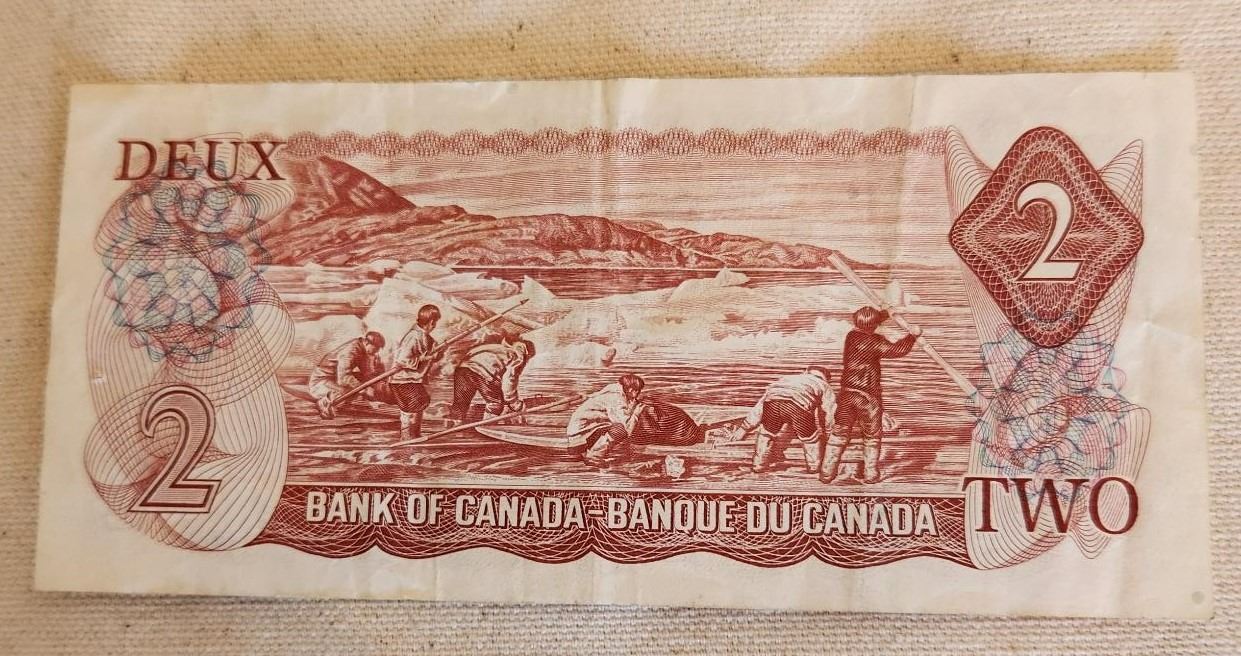 DEUX
2
2
BANK OF CANADA-BANQUE DU CANADA
TWO